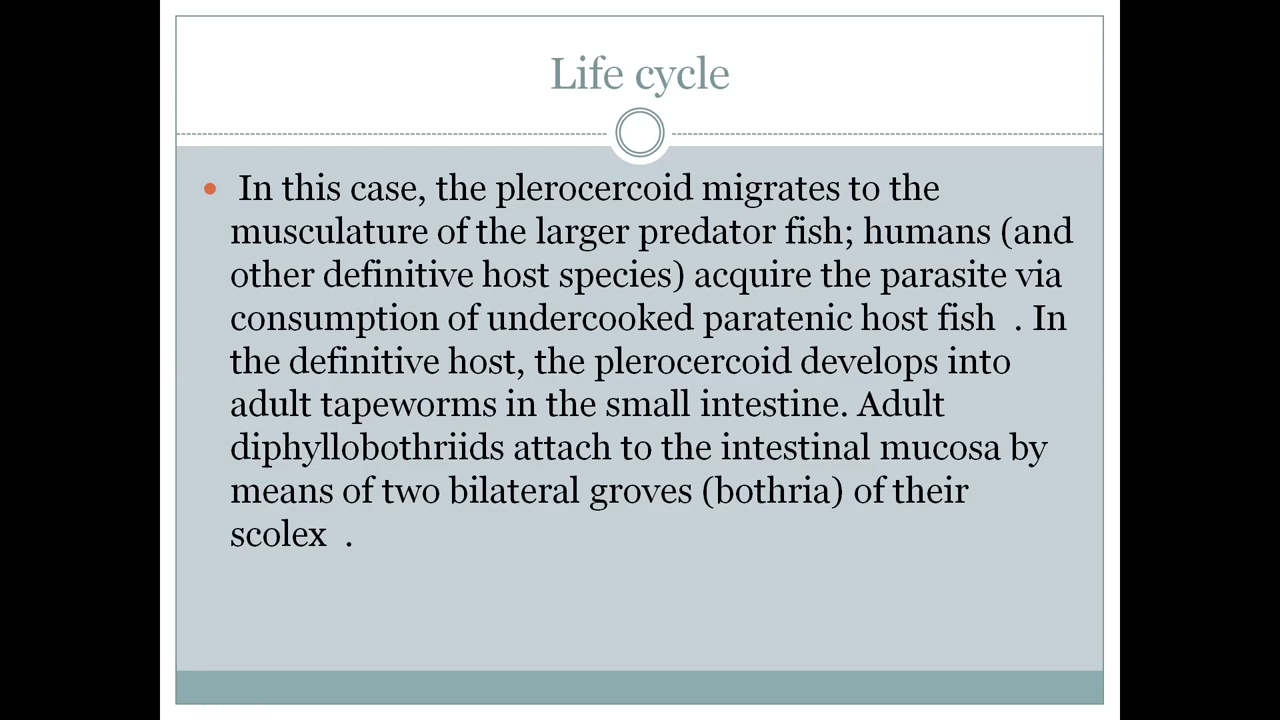 Life cycle
In this case, the plerocercoid migrates to the
musculature of the larger predator fish; humans (and
other definitive host species) acquire the parasite via
consumption of undercooked paratenic host fish  . In
the definitive host, the plerocercoid develops into
adult tapeworms in the small intestine. Adult
diphyllobothriids attach to the intestinal mucosa by
means of two bilateral groves (bothria) of their
scolex  .